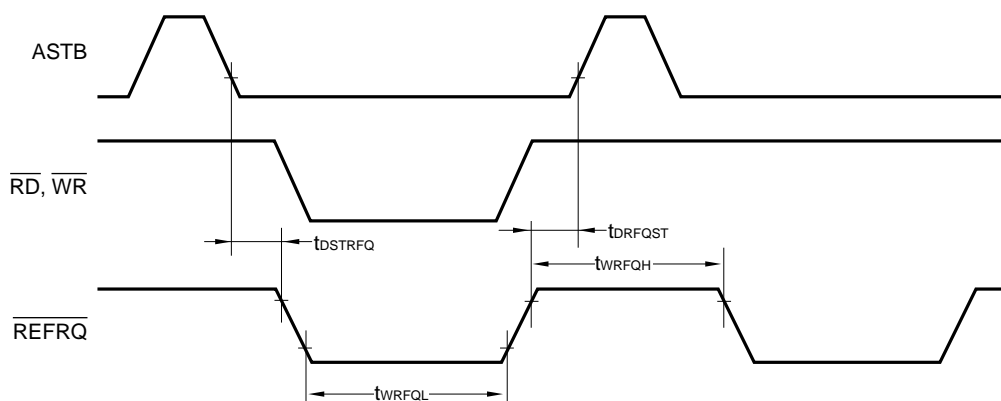 ASTB
RD, WR
tDSTRFQ
tDRFQST
tWRFQH
REFRQ
tWRFQL